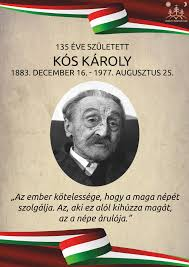 135 ÉVE SZÜLETETT
KÓS KÁROLY
1883. DECEMBER 16. - 1977. AUGUSZTUS 25.
„Az ember kötelessége, hogy a maga népét
szolgálja. Az, aki ez alól kihúzza magát,
az a népe árulója.”